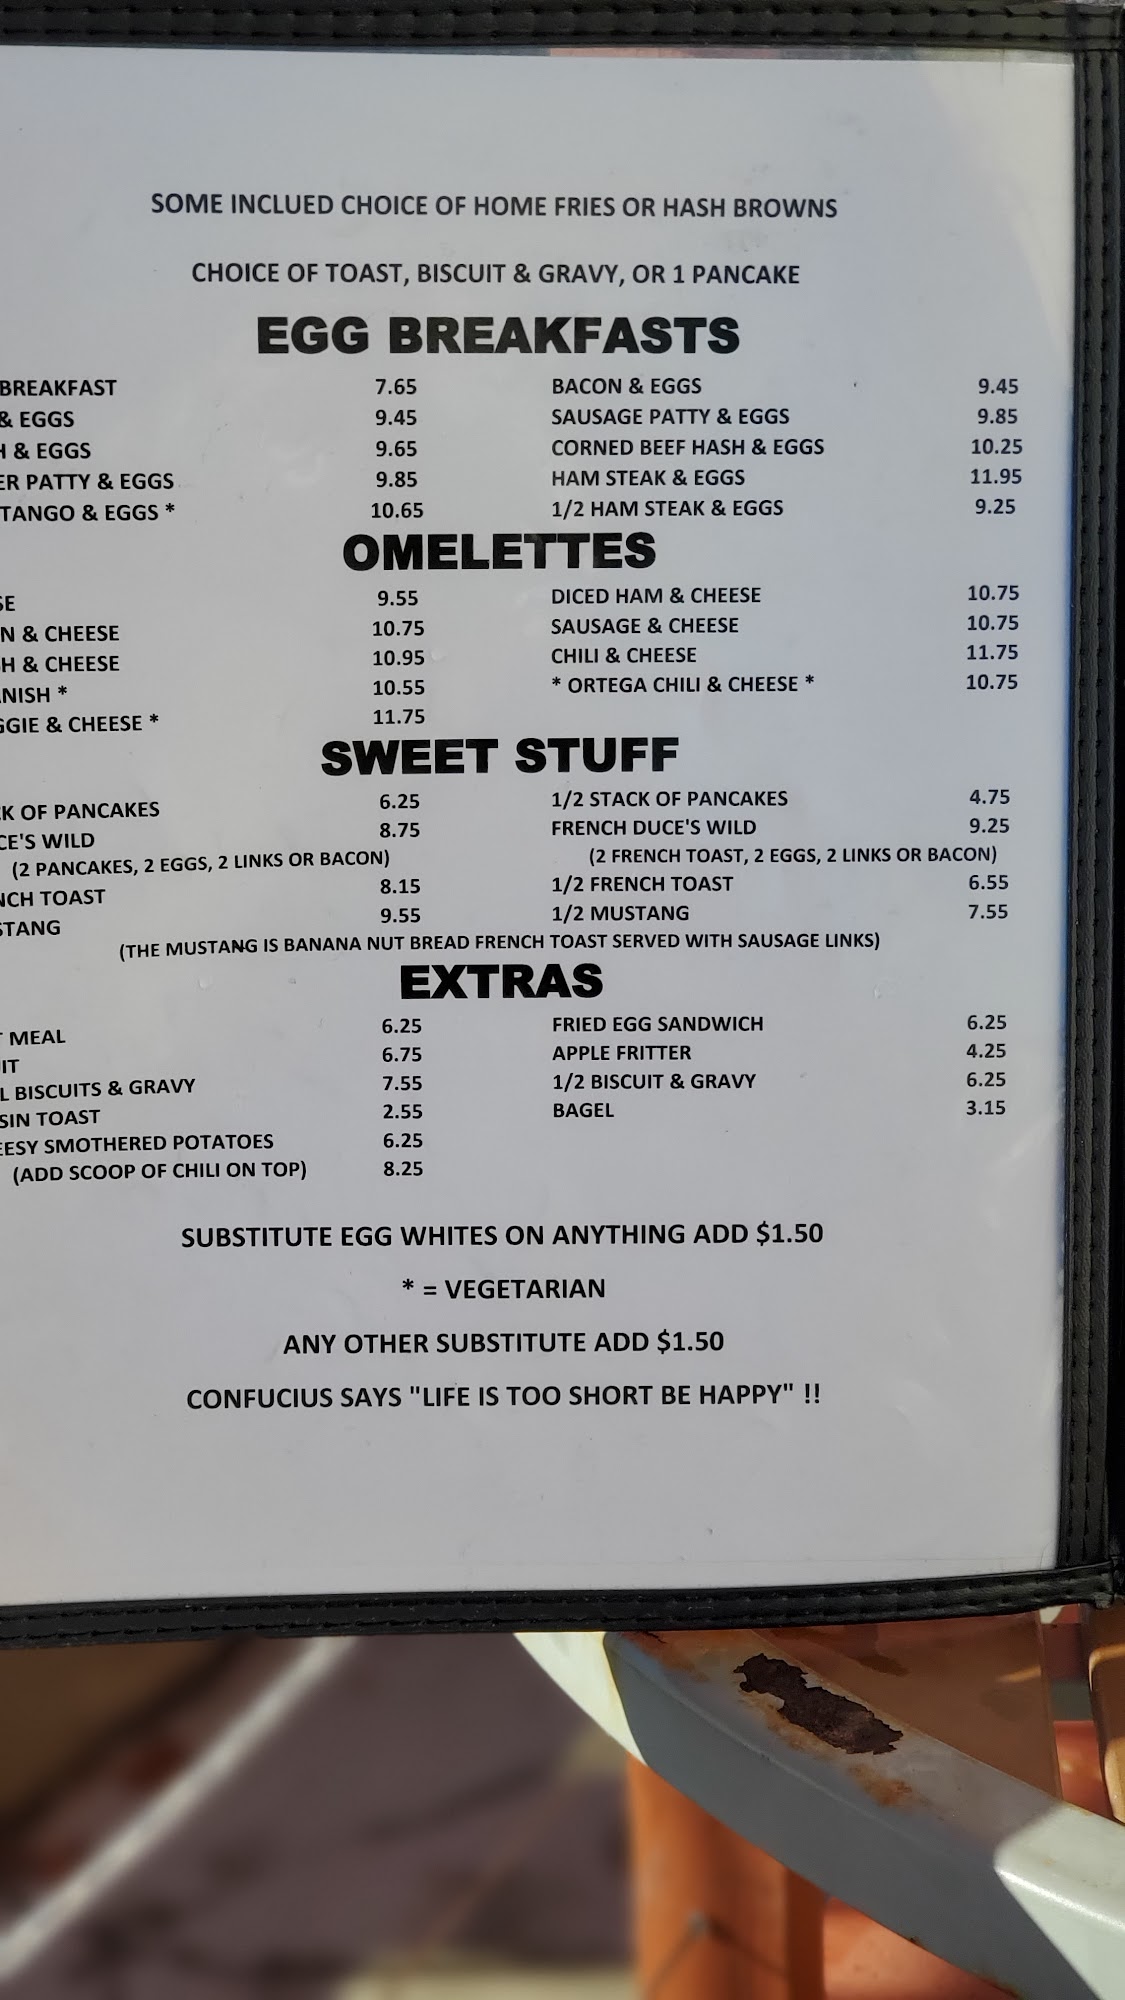 SOME INCLUED CHOICE OF HOME FRIES OR HASH BROWNS
CHOICE OF TOAST, BISCUIT & GRAVY, OR 1 PANCAKE
EGG BREAKFASTS
BREAKFAST 7.65 BACON & EGGS 9.45
& EGGS 9.45 SAUSAGE PATTY & EGGS 9.85
& EGGS 9.65 CORNED BEEF HASH & EGGS 10.25
PATTY & EGGS 9.85 HAM STEAK & EGGS 11.95
TANGO & EGGS * 10.65 1/2 HAM STEAK & EGGS 9.25
OMELETTES
9.55 DICED HAM & CHEESE 10.75
& CHEESE 10.75 SAUSAGE & CHEESE 10.75
& CHEESE 10.95 CHILI & CHEESE 11.75
* 10.55 * ORTEGA CHILI & CHEESE * 10.75
& CHEESE * 11.75
SWEET STUFF
OF PANCAKES 6.25 1/2 STACK OF PANCAKES 4.75
WILD 8.75 FRENCH DUCE'S WILD 9.25
(2 PANCAKES, 2 EGGS, 2 LINKS OR BACON) (2 FRENCH TOAST, 2 EGGS, 2 LINKS OR BACON)
TOAST 8.15 1/2 FRENCH TOAST 6.55
9.55 1/2 MUSTANG 7.55
(THE MUSTANG IS BANANA NUT BREAD FRENCH TOAST SERVED WITH SAUSAGE LINKS)
EXTRAS
MEAL 6.25 FRIED EGG SANDWICH 6.25
6.75 APPLE FRITTER 4.25
BISCUITS & GRAVY 7.55 1/2 BISCUIT & GRAVY 6.25
TOAST 2.55 BAGEL 3.15
SMOTHERED POTATOES 6.25
(ADD SCOOP OF CHILI ON TOP) 8.25
SUBSTITUTE EGG WHITES ON ANYTHING ADD $1.50
* = VEGETARIAN
ANY OTHER SUBSTITUTE ADD $1.50
CONFUCIUS SAYS "LIFE IS TOO SHORT BE HAPPY" !!